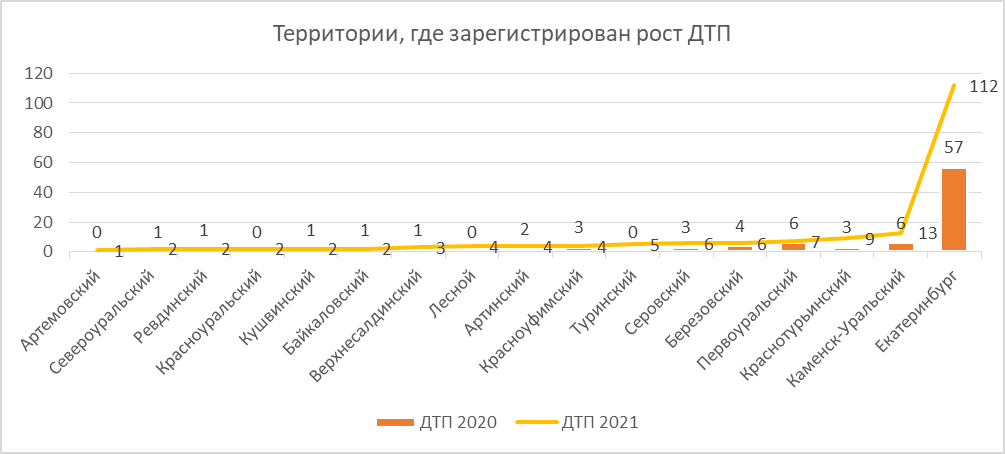 Территории, где зарегистрирован рост ДТП
120
100
80
60
40
20
0
0 1 1 0 1 1 1 0 2 3 0 3 4 6 3 6 57
1 2 2 2 2 2 3 4 4 4 5 6 6 7 9 13 112
Артемовский
Североуральский
Ревдинский
Красноуральский
Кушвинский
Байкаловский
Верхнесалдинский
Лесной
Артинский
Красноуфимский
Туринский
Серовский
Березовский
Первоуральский
Краснотурьинский
Каменск-Уральский
Екатеринбург
ДТП 2020 ДТП 2021